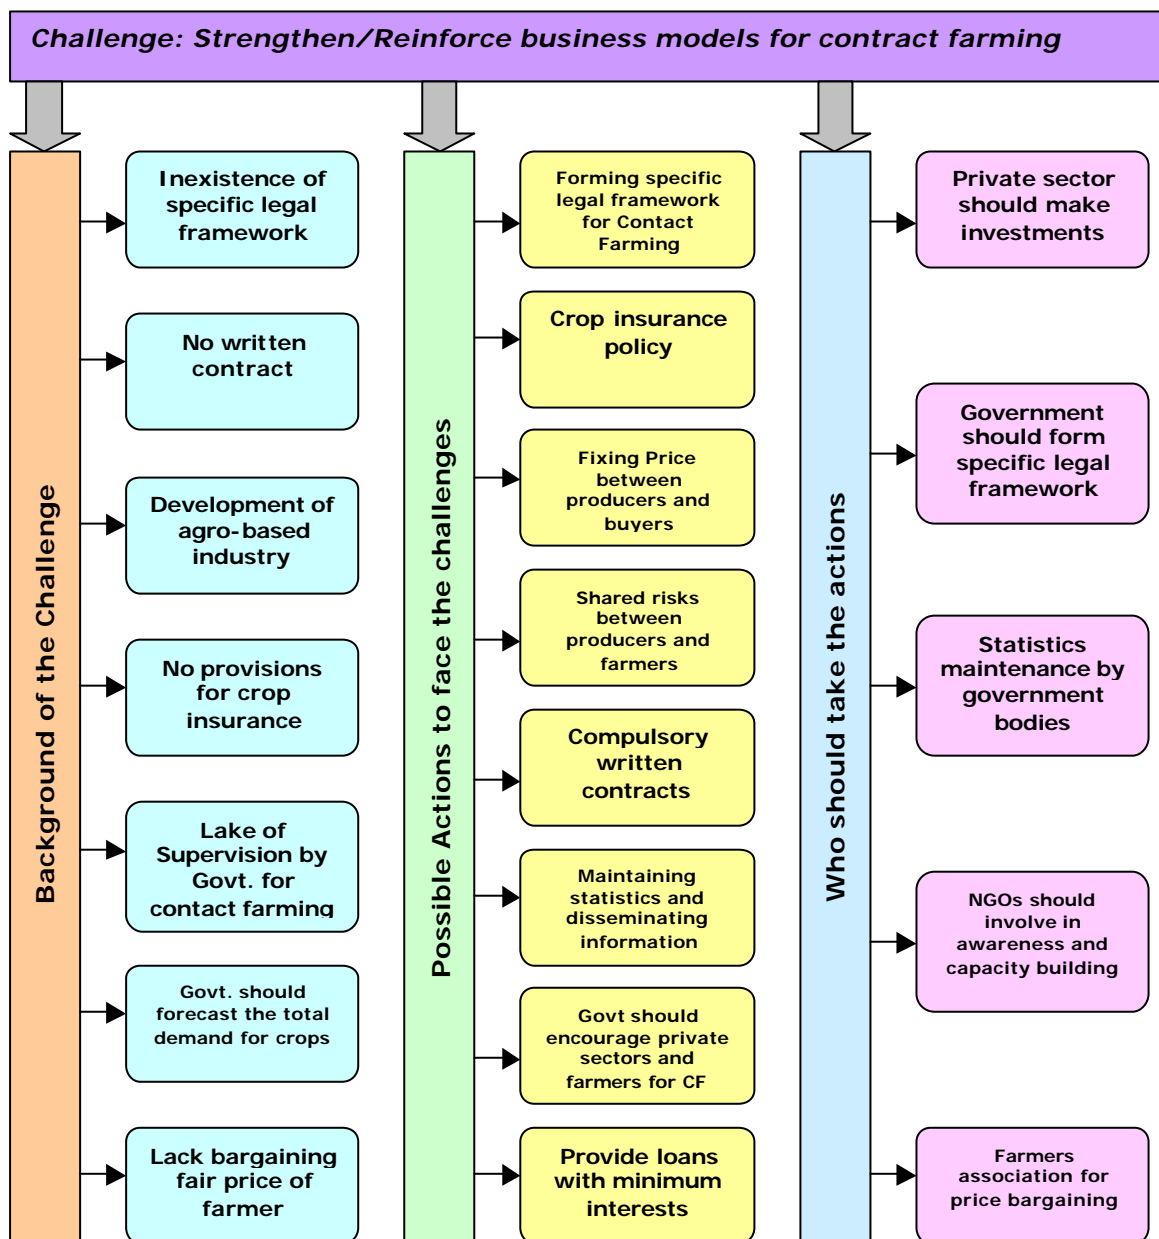 Challenge: Strengthen/Reinforce business models for contract farming
Background of the Challenge
Inexistence of
specific legal
framework
No written
contract
Development of
agro-based
industry
No provisions
for crop
insurance
Lake of
Supervision by
Govt. for
contact farming
Govt. should
forecast the total
demand for crops
Lack bargaining
fair price of
farmer
Possible Actions to face the challenges
Forming specific
legal framework
for Contact
Farming
Crop insurance
policy
Fixing Price
between
producers and
buyers
Shared risks
between
producers and
farmers
Compulsory
written
contracts
Maintaining
statistics and
disseminating
information
Govt should
encourage private
sectors and
farmers for CF
Provide loans
with minimum
interests
Who should take the actions
Private sector
should make
investments
Government
should form
specific legal
framework
Statistics
maintenance by
government
bodies
NGOs should
involve in
awareness and
capacity building
Farmers
association for
price bargaining